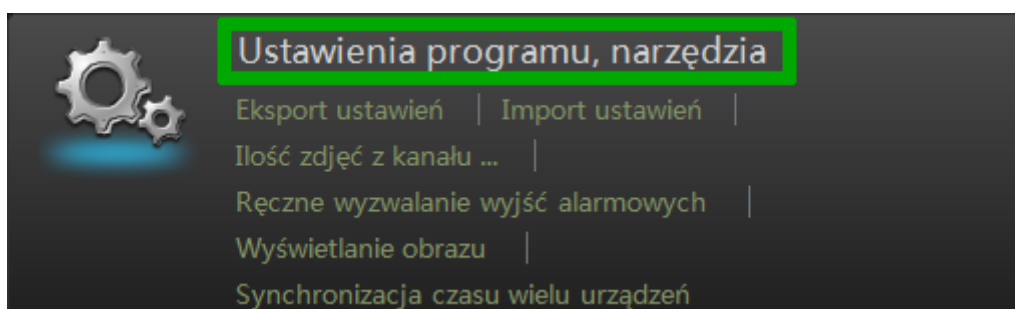 Ustawienia programu, narzędzia
Eksport ustawień | Import ustawień |
Ilość zdjęć z kanału ... |
Ręczne wyzwalanie wyjść alarmowych |
Wyświetlanie obrazu |
Synchronizacja czasu wielu urządzeń